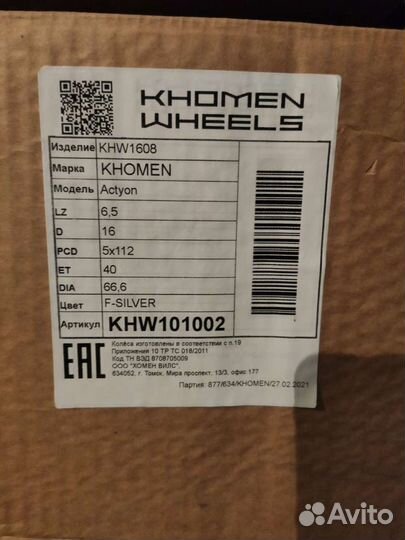 KHOMEN
WHEELS
Изделие KHW1608
Марка KHOMEN
Модель Actyon
LZ 6,5
D 16
PCD 5x112
ET 40
DIA 66,6
Цвет F-SILVER
Артикул KHW101002
EAC
Колёса изготовлены в соответствии с п.19
Приложения 10 ТР ТС 018/2011
Код ТН ВЭД 8708705009
ООО "ХОМЕН ВИЛС".
634052, г. Томск, Мира проспект, 13/3, офис 177
Партия: 877/634/KHOMEN/27.02.2021
Avito